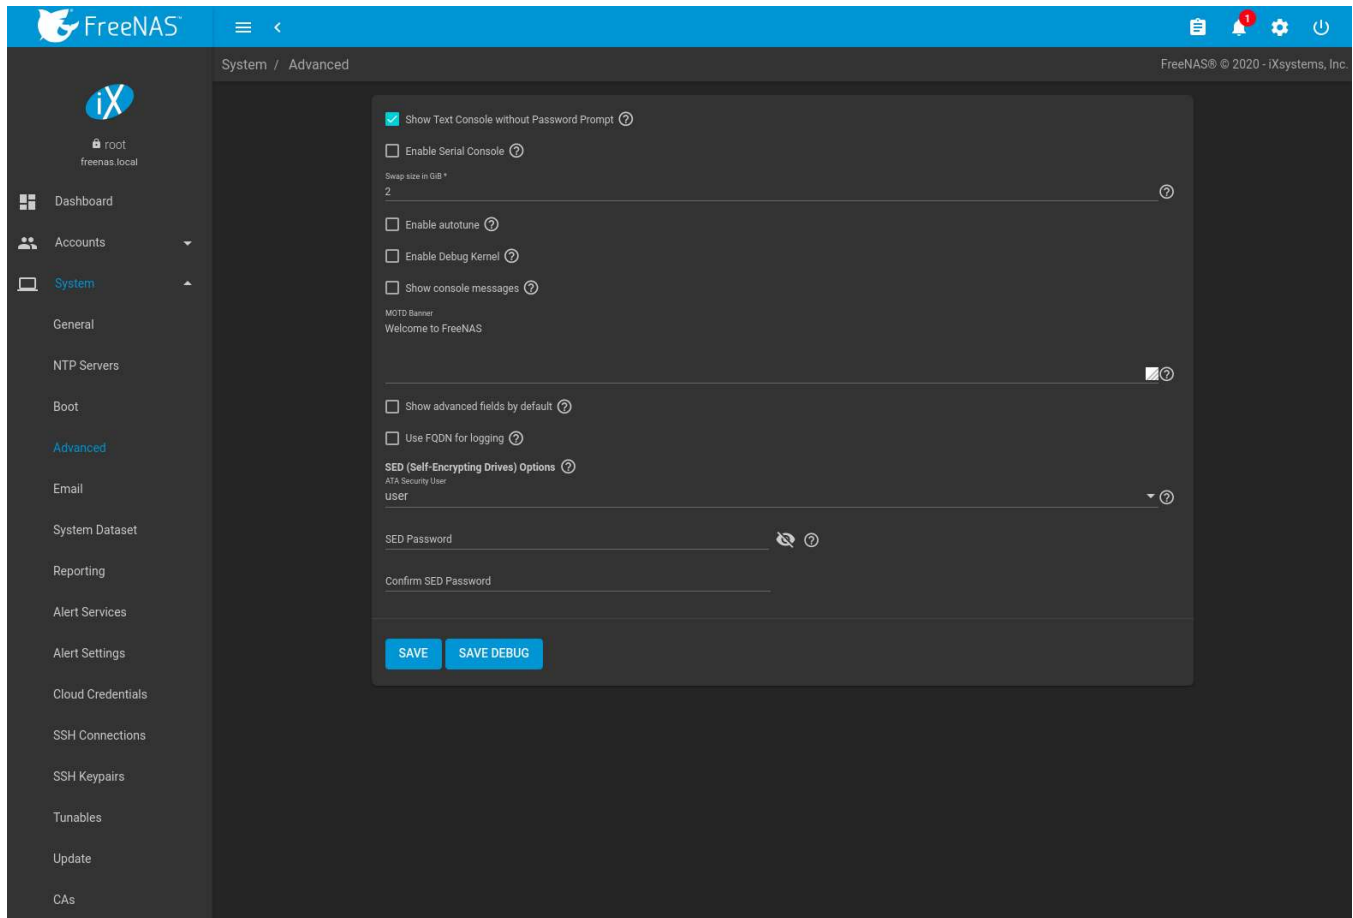 FreeNAS
1
System / Advanced
FreeNAS® © 2020 - iXsystems, Inc.
iX
root
freenas.local
Dashboard
Accounts
System
General
NTP Servers
Boot
Advanced
Email
System Dataset
Reporting
Alert Services
Alert Settings
Cloud Credentials
SSH Connections
SSH Keypairs
Tunables
Update
CAs
Show Text Console without Password Prompt
Enable Serial Console
Swap size in GiB *
2
Enable autotune
Enable Debug Kernel
Show console messages
MOTD Banner
Welcome to FreeNAS
Show advanced fields by default
Use FQDN for logging
SED (Self-Encrypting Drives) Options
ATA Security User
user
SED Password
Confirm SED Password
SAVE
SAVE DEBUG